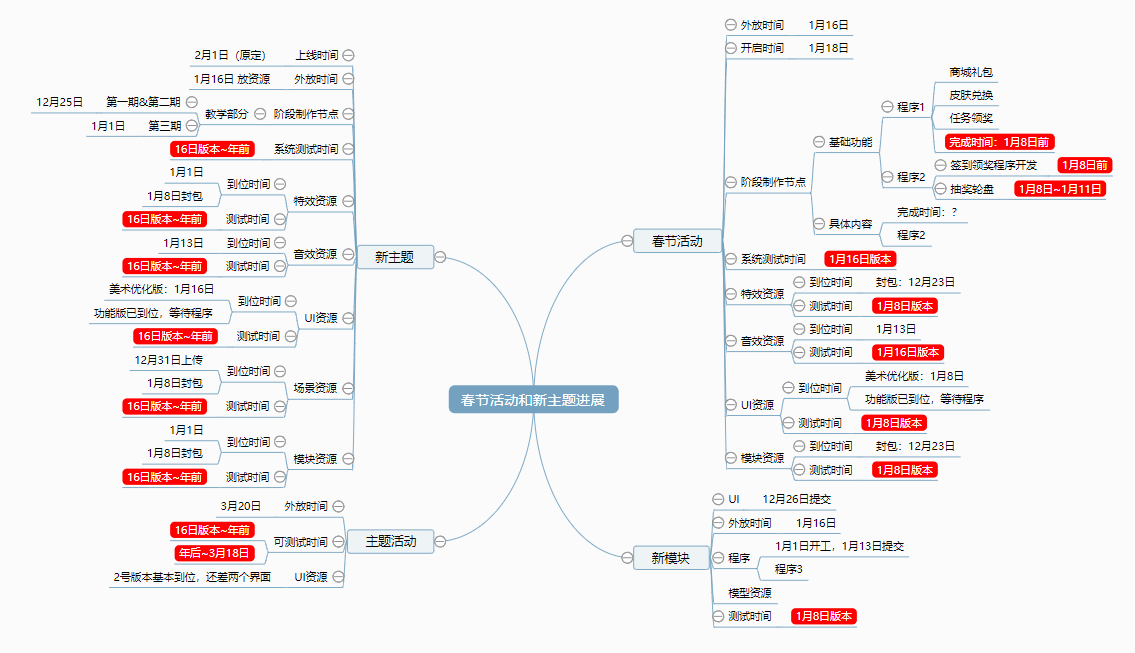 春节活动和新主题进展
春节活动
外放时间 1月16日
开启时间 1月18日
阶段制作节点
基础功能
程序1
商城礼包
皮肤兑换
任务领奖
完成时间：1月8日前
程序2
签到领奖程序开发 1月8日前
抽奖轮盘 1月8日~1月11日
具体内容
完成时间：？
程序2
系统测试时间 1月16日版本
特效资源
到位时间 封包：12月23日
测试时间 1月8日版本
音效资源
到位时间 1月13日
测试时间 1月16日版本
UI资源
到位时间
美术优化版：1月8日
功能版已到位，等待程序
测试时间 1月8日版本
模块资源
到位时间 封包：12月23日
测试时间 1月8日版本
新模块
UI 12月26日提交
外放时间 1月16日
程序
1月1日开工，1月13日提交
程序3
模型资源
测试时间 1月8日版本
新主题
2月1日（原定） 上线时间
1月16日 放资源 外放时间
阶段制作节点
教学部分
12月25日 第一期&第二期
1月1日 第三期
16日版本~年前 系统测试时间
特效资源
到位时间
1月1日
1月8日封包
16日版本~年前 测试时间
音效资源
1月13日 到位时间
16日版本~年前 测试时间
UI资源
到位时间
美术优化版：1月16日
功能版已到位，等待程序
16日版本~年前 测试时间
场景资源
到位时间
12月31日上传
1月8日封包
16日版本~年前 测试时间
模块资源
到位时间
1月1日
1月8日封包
16日版本~年前 测试时间
主题活动
3月20日 外放时间
可测试时间
16日版本~年前
年后~3月18日
2号版本基本到位，还差两个界面 UI资源